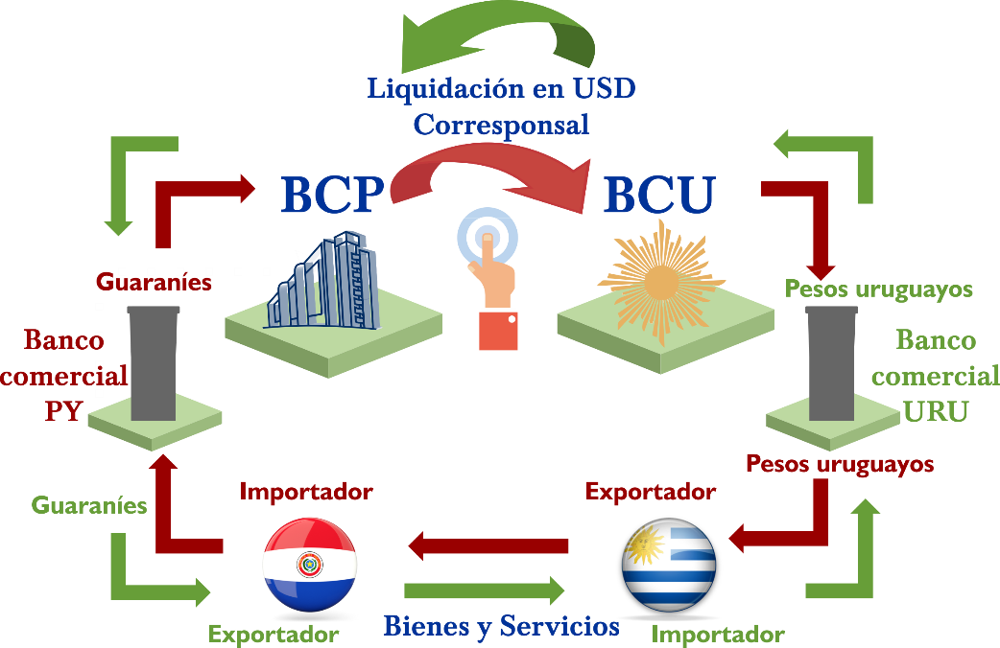 Liquidación en USD
Corresponsal
BCP
BCU
Guaraníes
Pesos uruguayos
Banco
comercial
PY
Banco
comercial
URU
Pesos uruguayos
Importador
Exportador
Guaraníes
Bienes y Servicios
Exportador
Importador